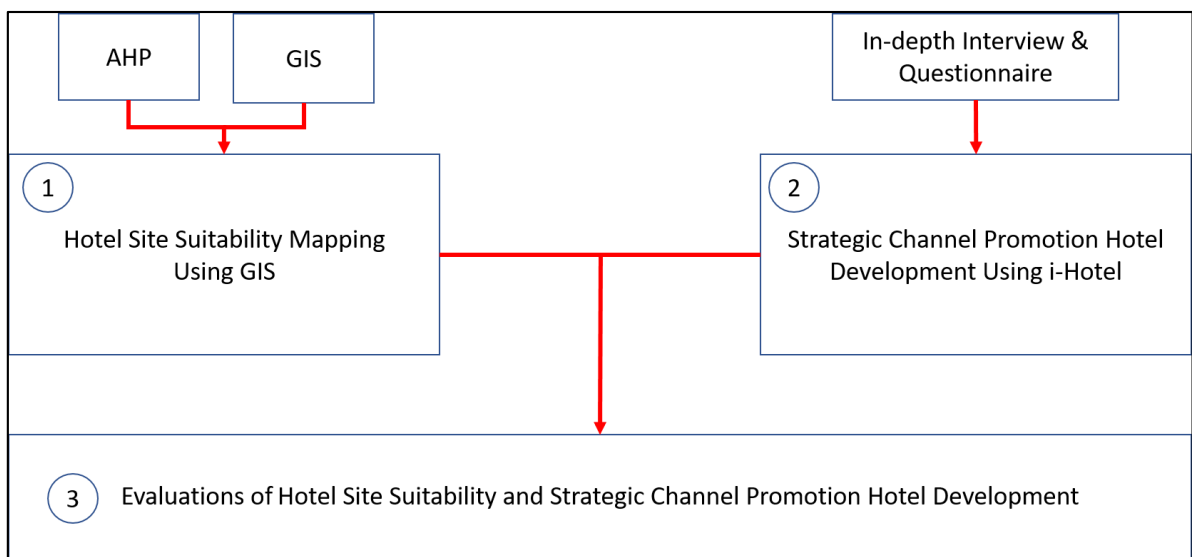 AHP
GIS
In-depth Interview &
Questionnaire
1
Hotel Site Suitability Mapping
Using GIS
2
Strategic Channel Promotion Hotel
Development Using i-Hotel
3
Evaluations of Hotel Site Suitability and Strategic Channel Promotion Hotel Development